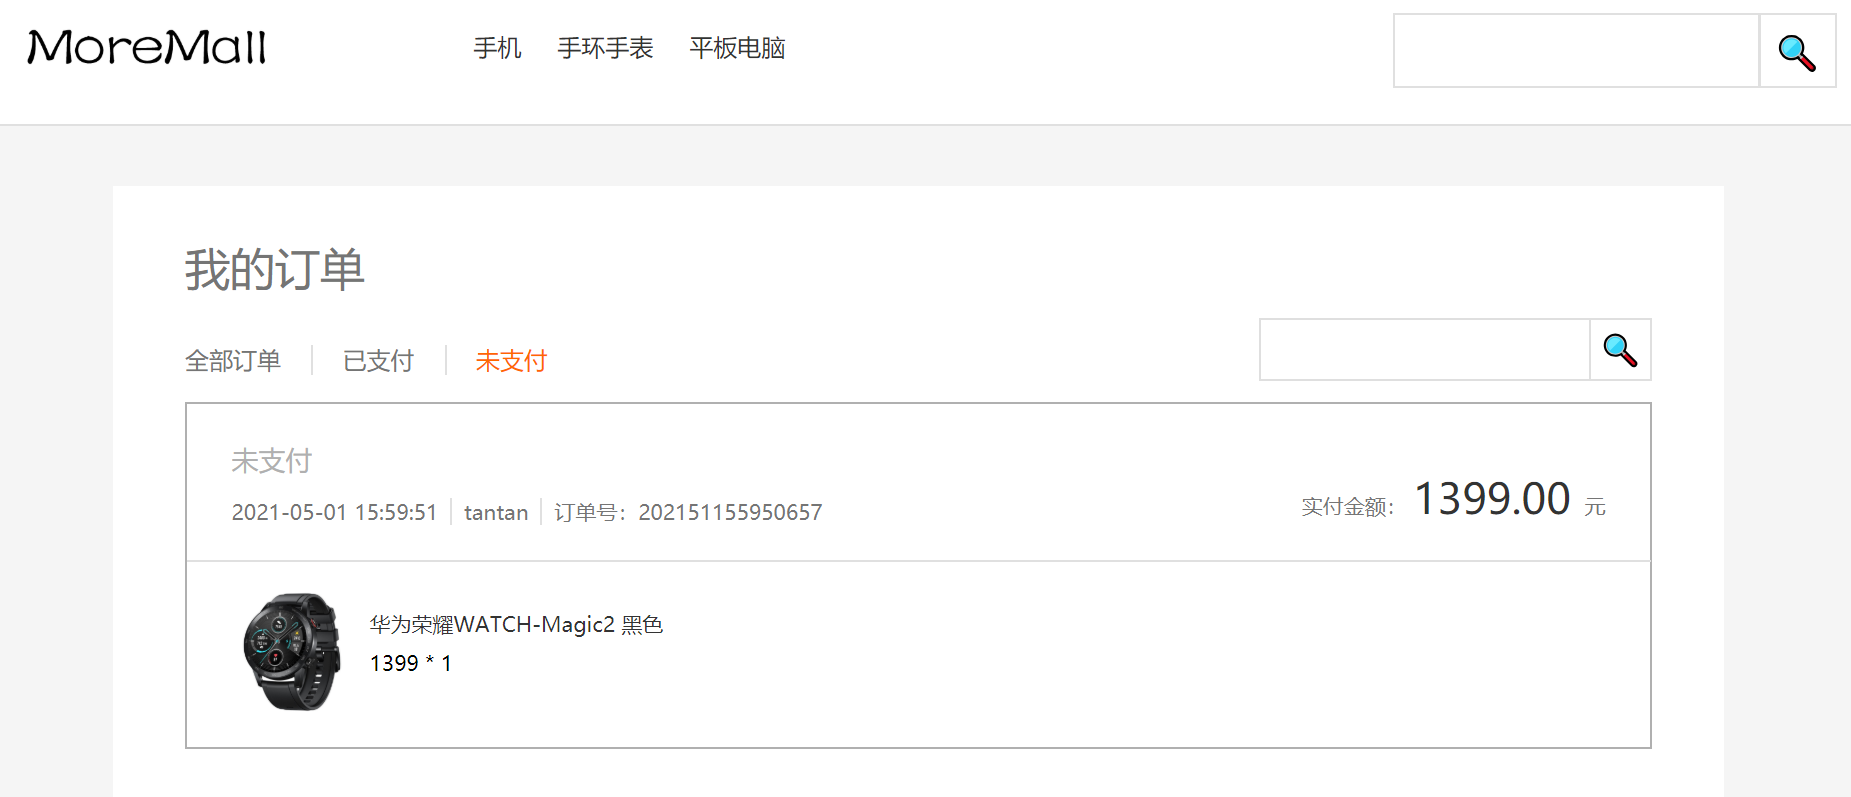 MoreMall
手机 手环手表 平板电脑
我的订单
全部订单 已支付 未支付
未支付
2021-05-01 15:59:51 tantan 订单号：202151155950657
实付金额： 1399.00 元
华为荣耀WATCH-Magic2 黑色
1399 * 1